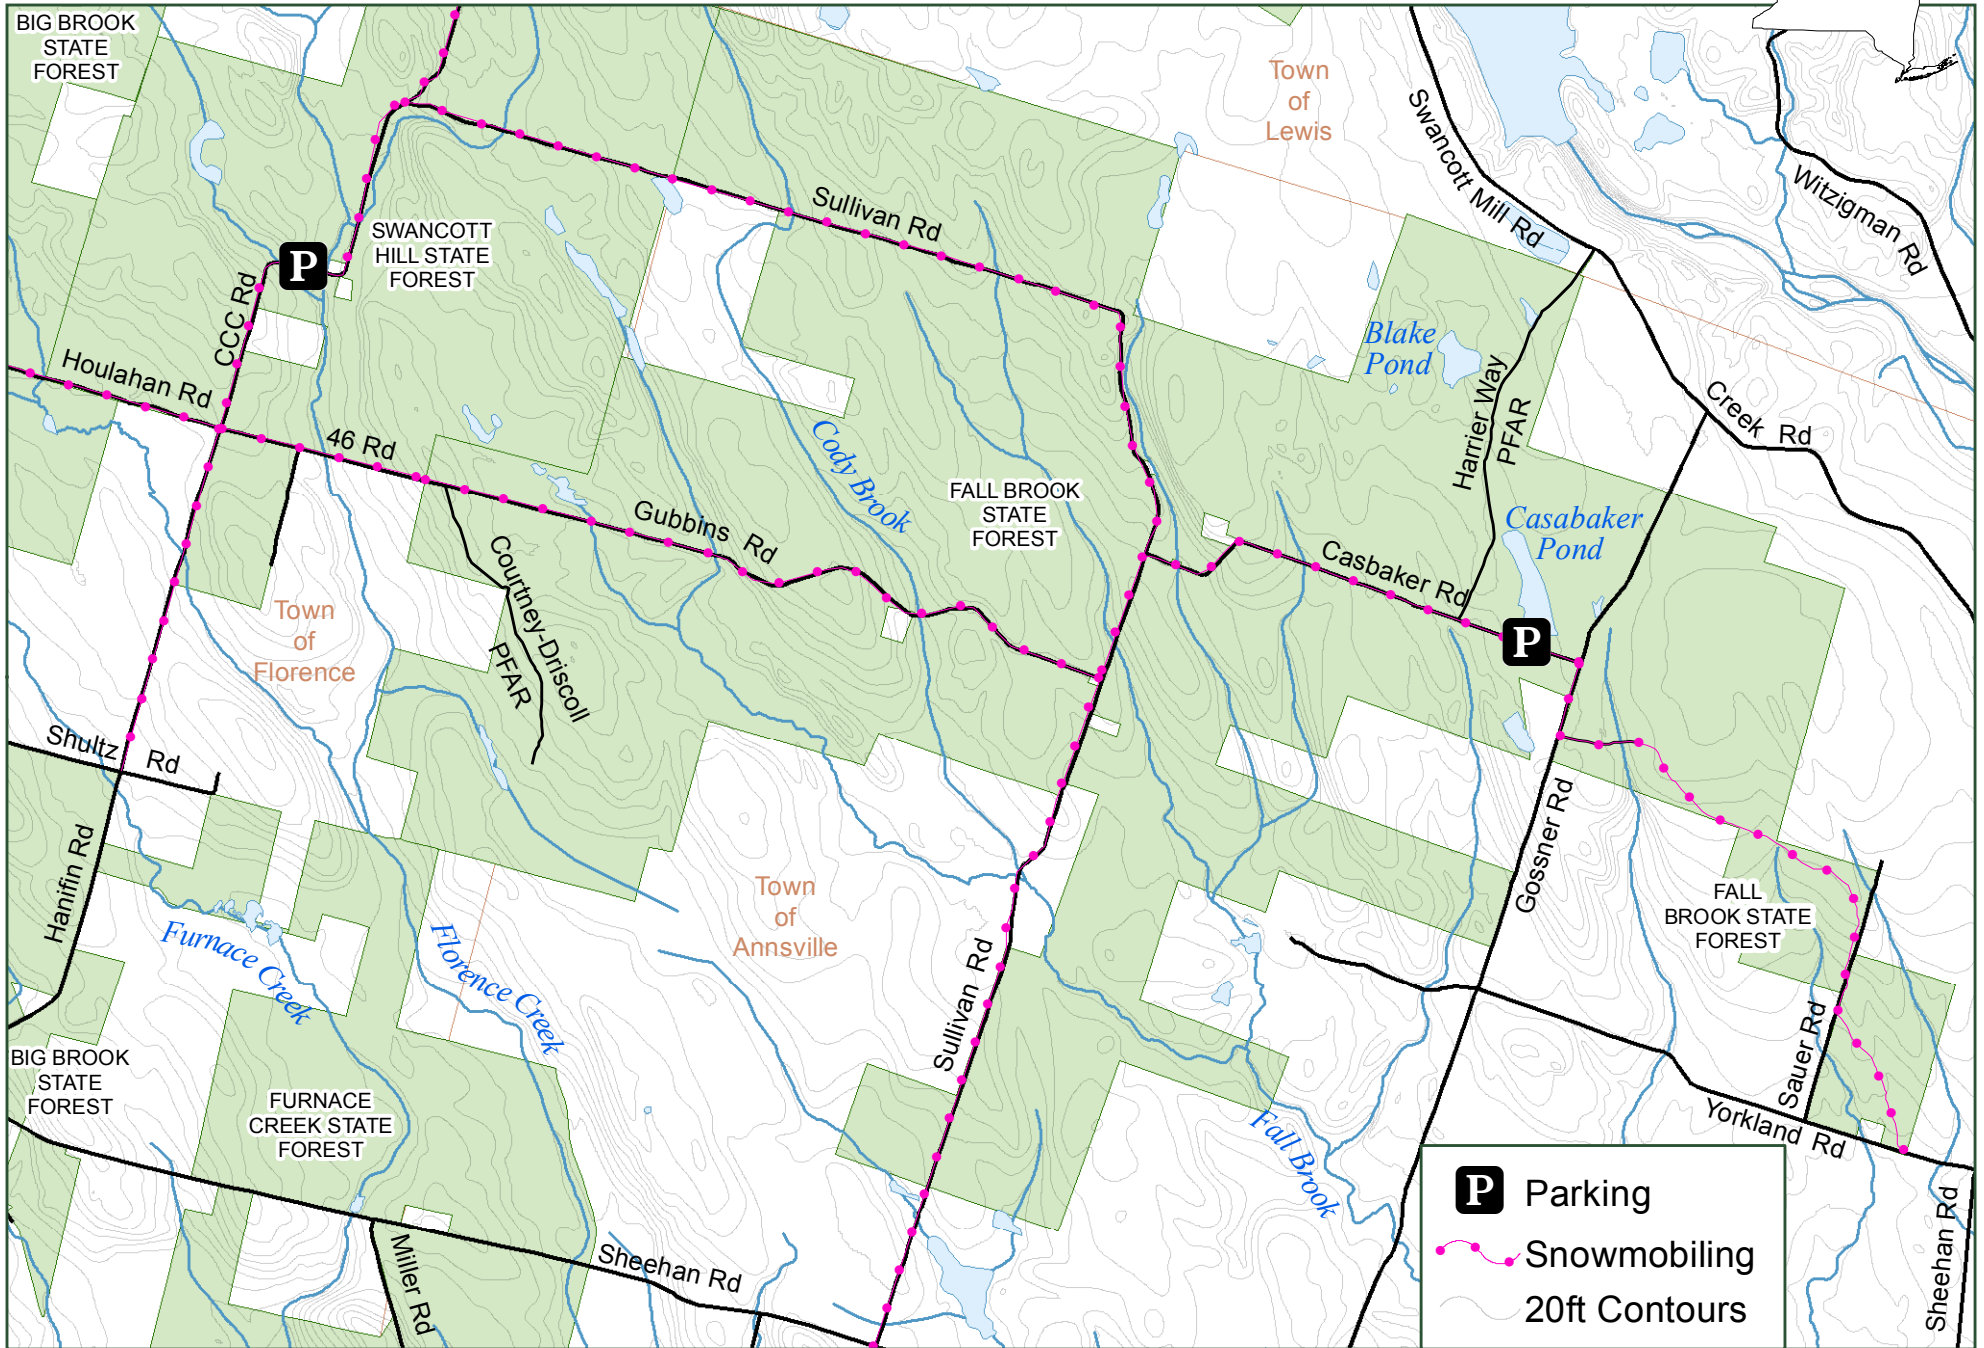 BIG BROOK
STATE
FOREST
Town
of
Lewis
Swancott Mill Rd
Witzigman Rd
Sullivan Rd
SWANCOTT
HILL STATE
FOREST
P
CCC Rd
Houlahan Rd
46 Rd
Blake
Pond
Harrier Way
PFAR
Creek Rd
Cody Brook
FALL BROOK
STATE
FOREST
Casabaker
Pond
Gubbins Rd
Casbaker Rd
Courtney-Driscoll
PFAR
Town
of
Florence
P
Shultz Rd
Hanifin Rd
Gossner Rd
Town
of
Annsville
FALL
BROOK STATE
FOREST
Furnace Creek
Florence Creek
Sullivan Rd
Sauer Rd
Yorkland Rd
BIG BROOK
STATE
FOREST
FURNACE
CREEK STATE
FOREST
Fall Brook
Miller Rd
Sheehan Rd
Sheehan Rd
P Parking
Snowmobiling
20ft Contours